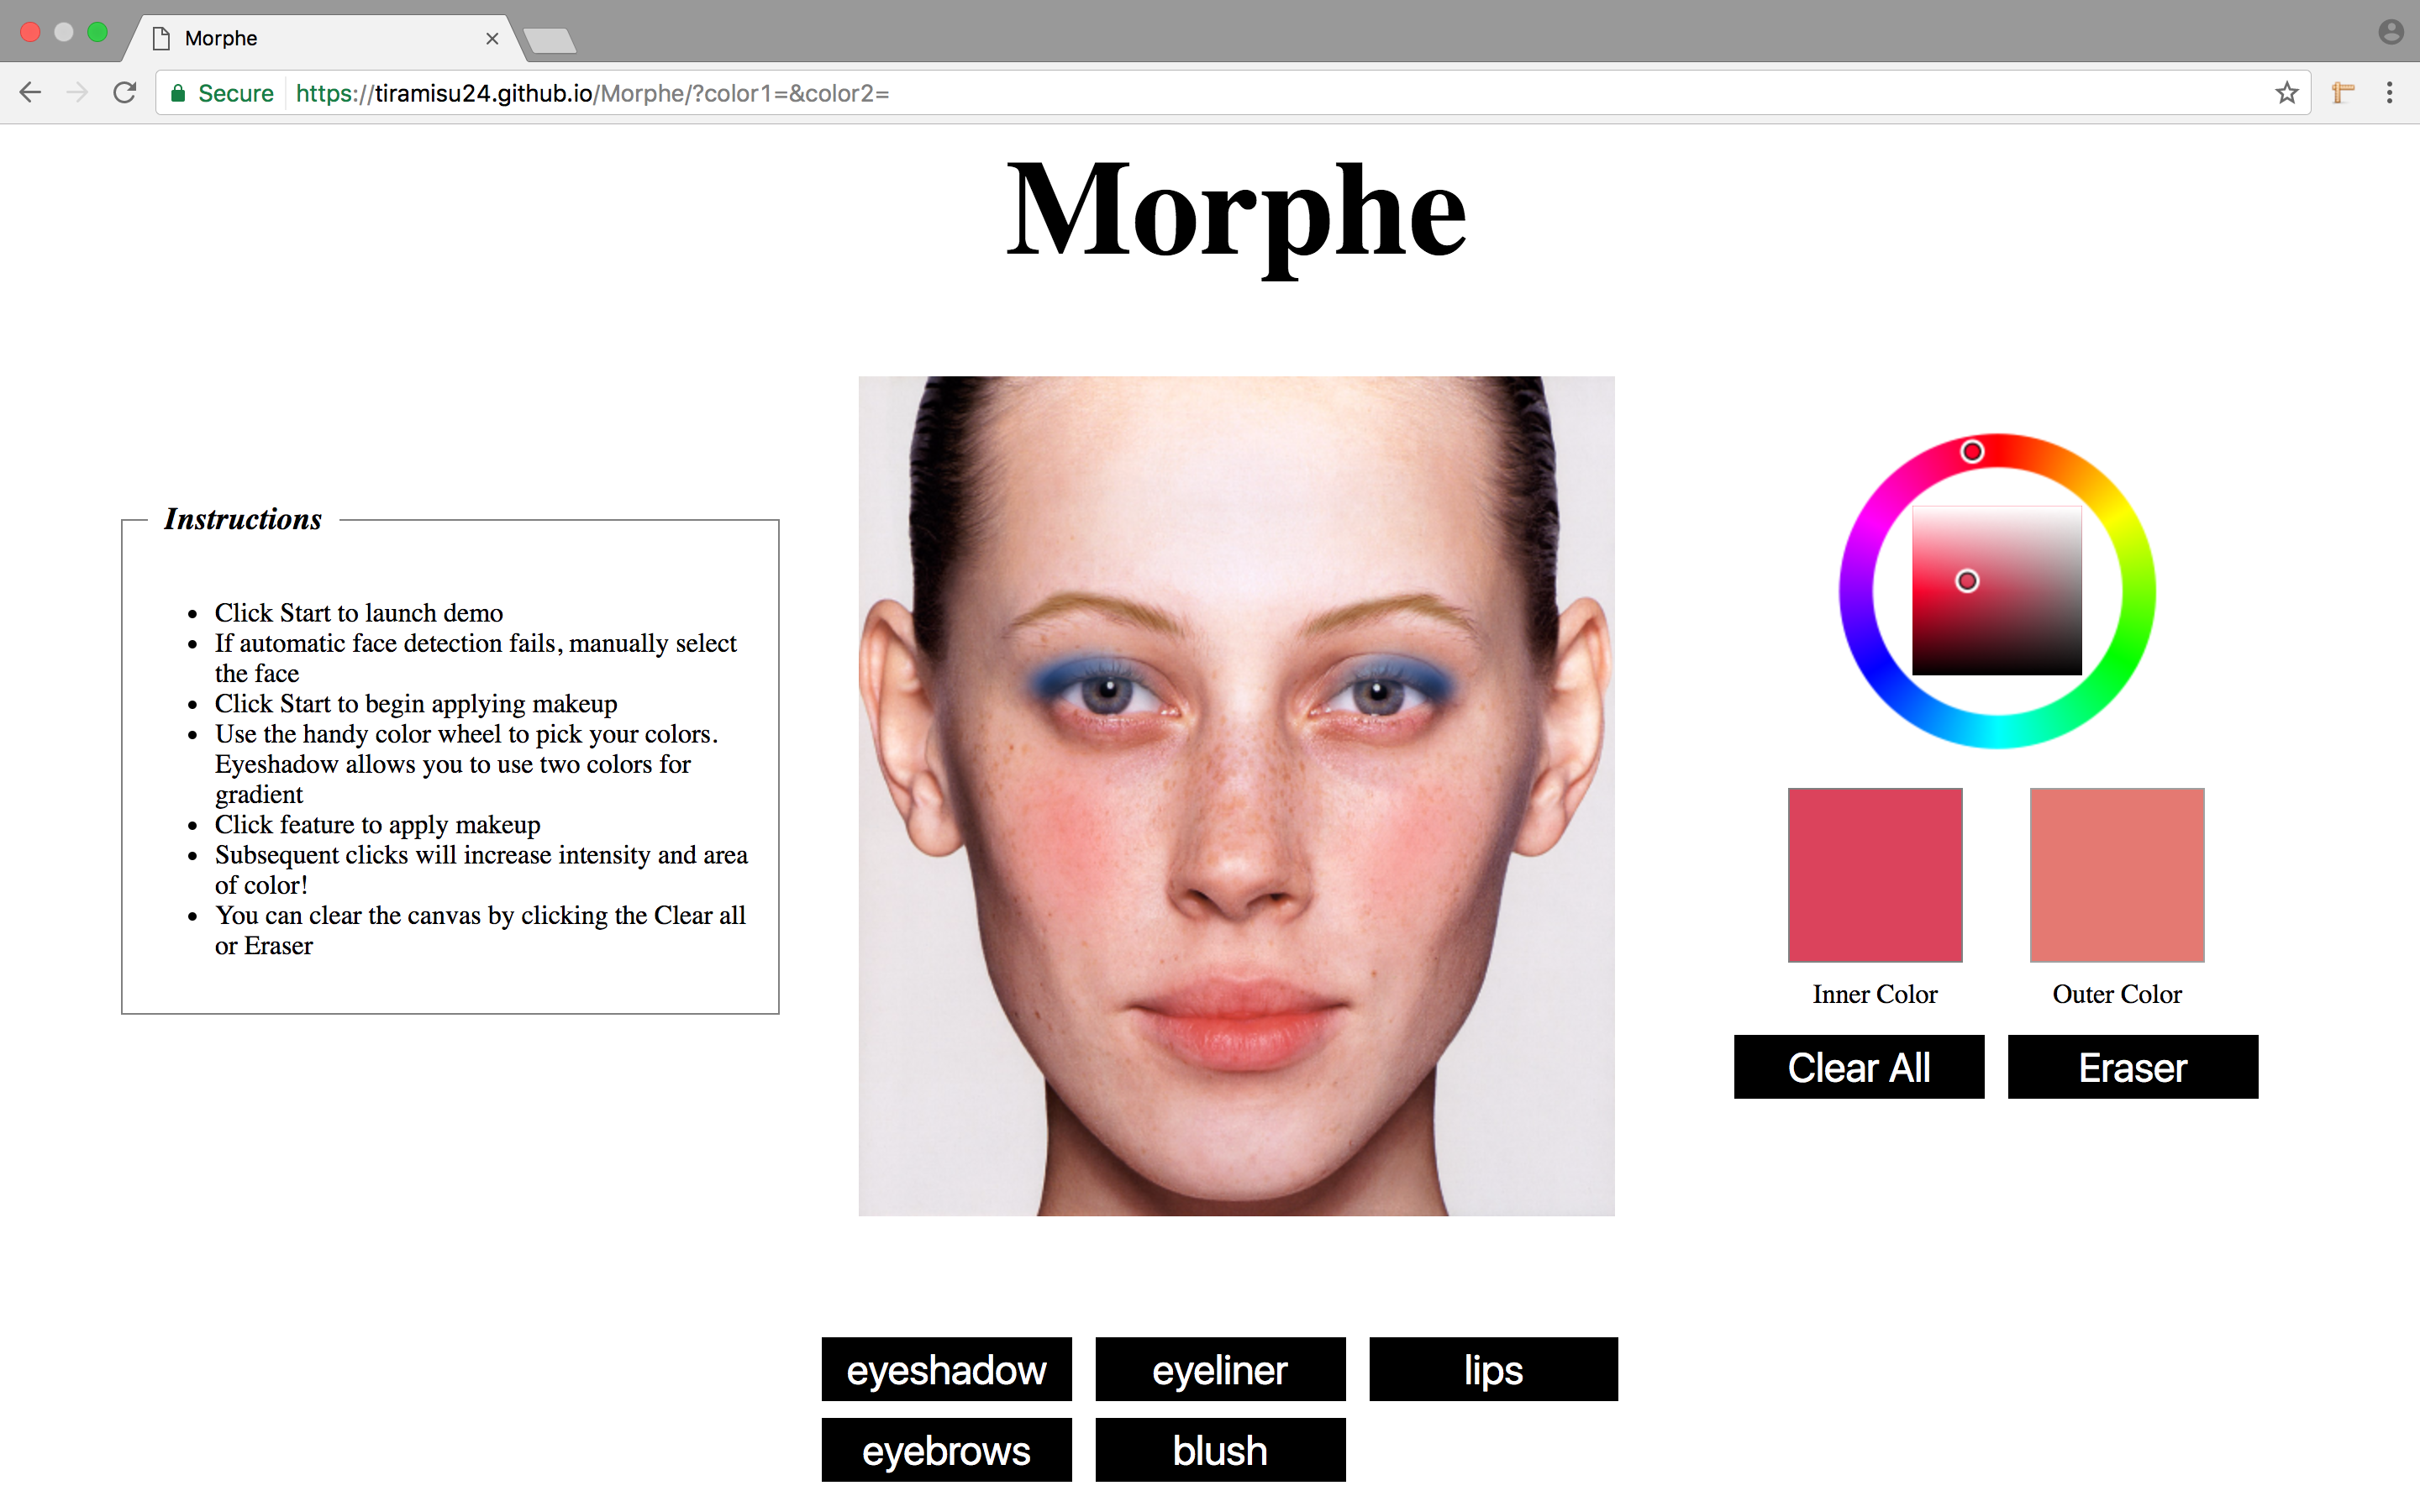 Morphe
Secure https://tiramisu24.github.io/Morphe/?color1=&color2=
Morphe
Instructions
Click Start to launch demo
If automatic face detection fails, manually select
the face
Click Start to begin applying makeup
Use the handy color wheel to pick your colors.
Eyeshadow allows you to use two colors for
gradient
Click feature to apply makeup
Subsequent clicks will increase intensity and area
of color!
You can clear the canvas by clicking the Clear all
or Eraser
Inner Color Outer Color
Clear All Eraser
eyeshadow eyeliner lips
eyebrows blush